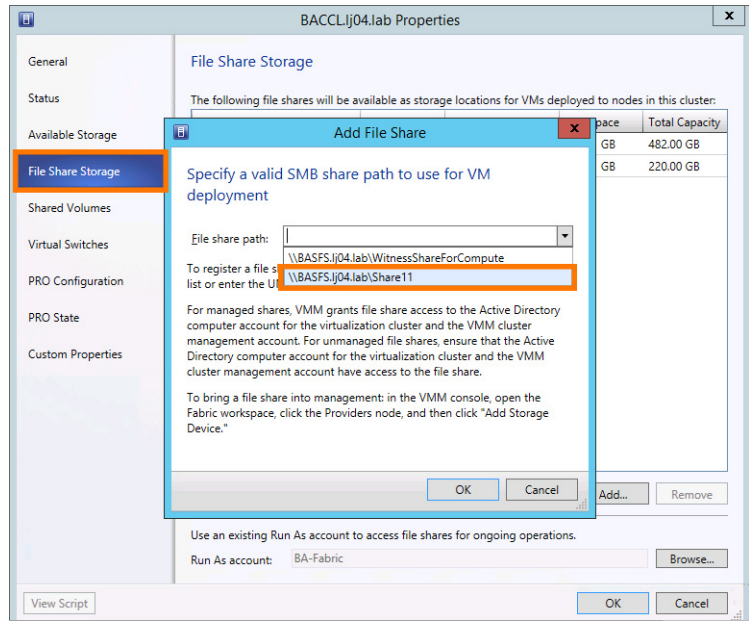 BACCL.lj04.lab Properties
x
General
Status
Available Storage
File Share Storage
Shared Volumes
Virtual Switches
PRO Configuration
PRO State
Custom Properties
File Share Storage
The following file shares will be available as storage locations for VMs deployed to nodes in this cluster:
pace Total Capacity
GB 482.00 GB
GB 220.00 GB
Add File Share
x
Specify a valid SMB share path to use for VM
deployment
File share path:
\\BASFS.lj04.lab\WitnessShareForCompute
\\BASFS.lj04.lab\Share11
To register a file s
list or enter the U
For managed shares, VMM grants file share access to the Active Directory
computer account for the virtualization cluster and the VMM cluster
management account. For unmanaged file shares, ensure that the Active
Directory computer account for the virtualization cluster and the VMM
cluster management account have access to the file share.
To bring a file share into management: in the VMM console, open the
Fabric workspace, click the Providers node, and then click "Add Storage
Device."
OK Cancel
Add... Remove
Use an existing Run As account to access file shares for ongoing operations.
Run As account: BA-Fabric Browse...
View Script OK Cancel